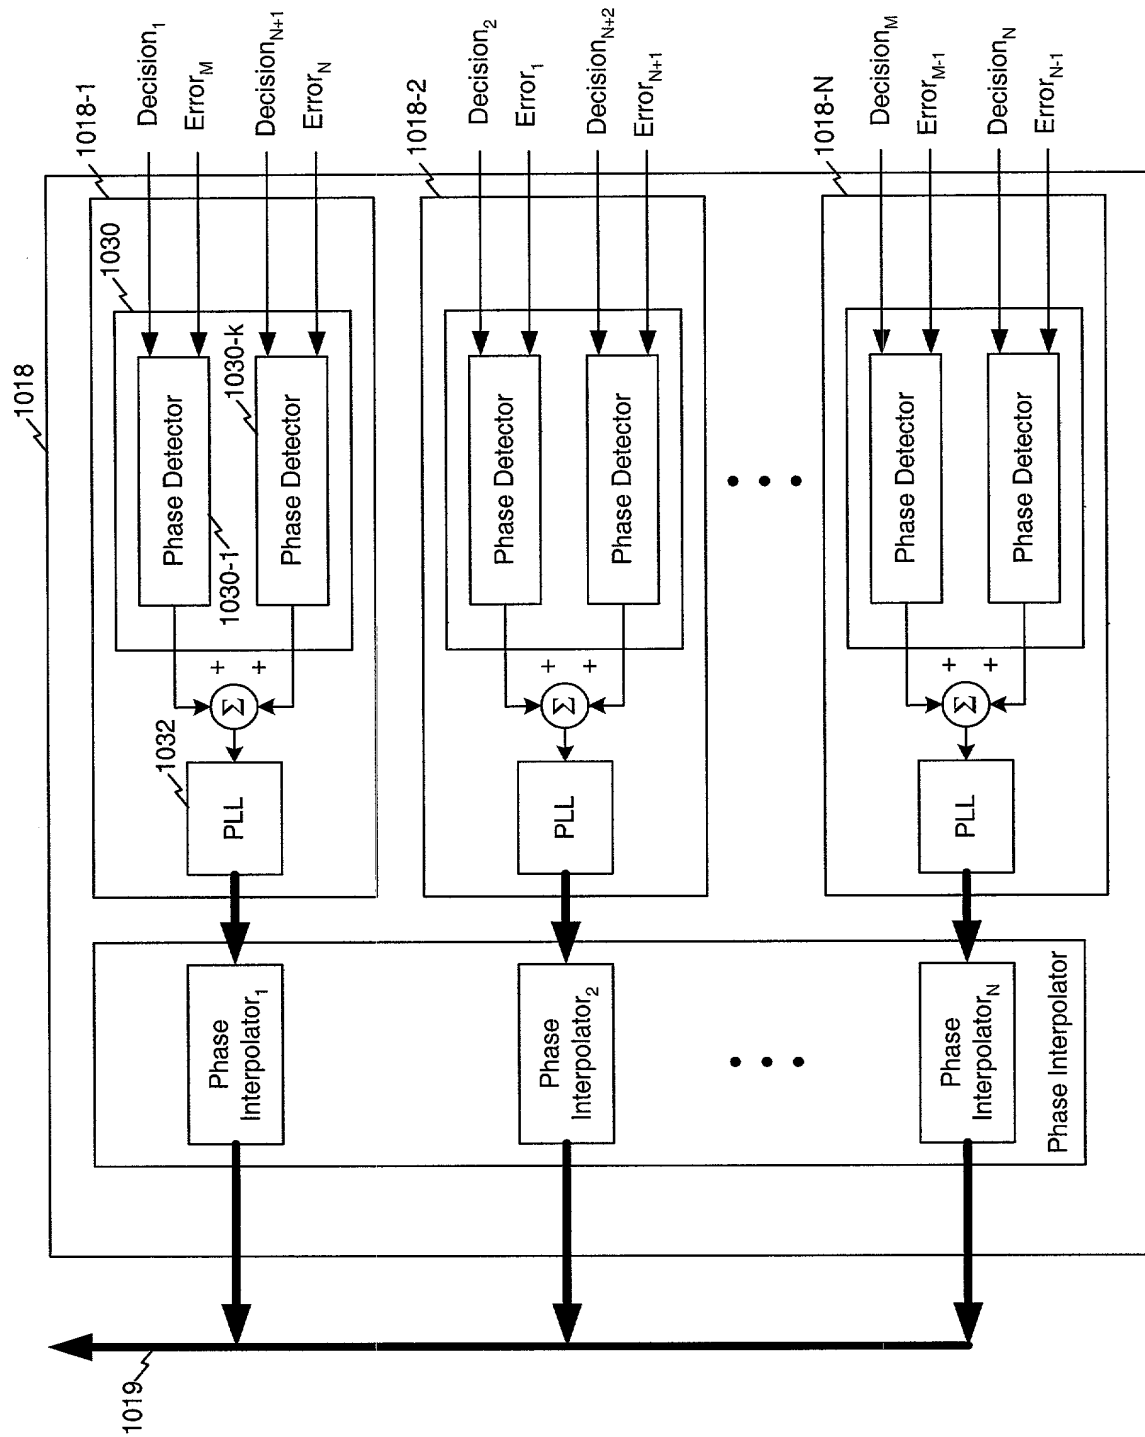 1018
1018-1
Decision1
ErrorM
DecisionN+1
ErrorN
1030
Phase Detector
1030-1
Phase Detector
1030-k
+
+
Σ
1032
PLL
Phase
Interpolator1
1018-2
Decision2
Error1
DecisionN+2
ErrorN+1
Phase Detector
Phase Detector
+
+
Σ
PLL
Phase
Interpolator2
1018-N
DecisionM
ErrorM-1
DecisionN
ErrorN-1
Phase Detector
Phase Detector
+
+
Σ
PLL
Phase
InterpolatorN
Phase Interpolator
1019